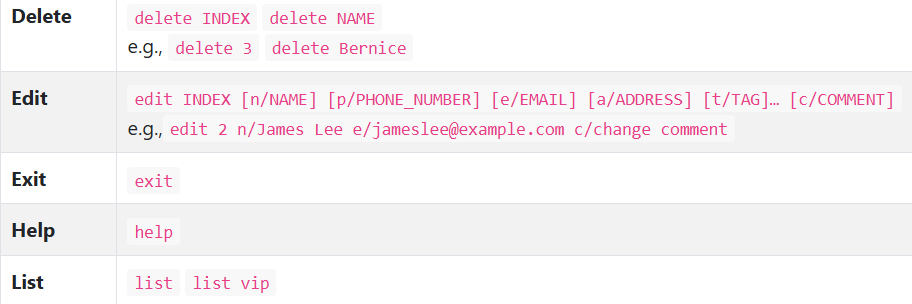 Delete delete INDEX delete NAME
e.g., delete 3 delete Bernice
Edit edit INDEX [n/NAME] [p/PHONE_NUMBER] [e/EMAIL] [a/ADDRESS] [t/TAG]… [c/COMMENT]
e.g., edit 2 n/James Lee e/jameslee@example.com c/change comment
Exit exit
Help help
List list list vip